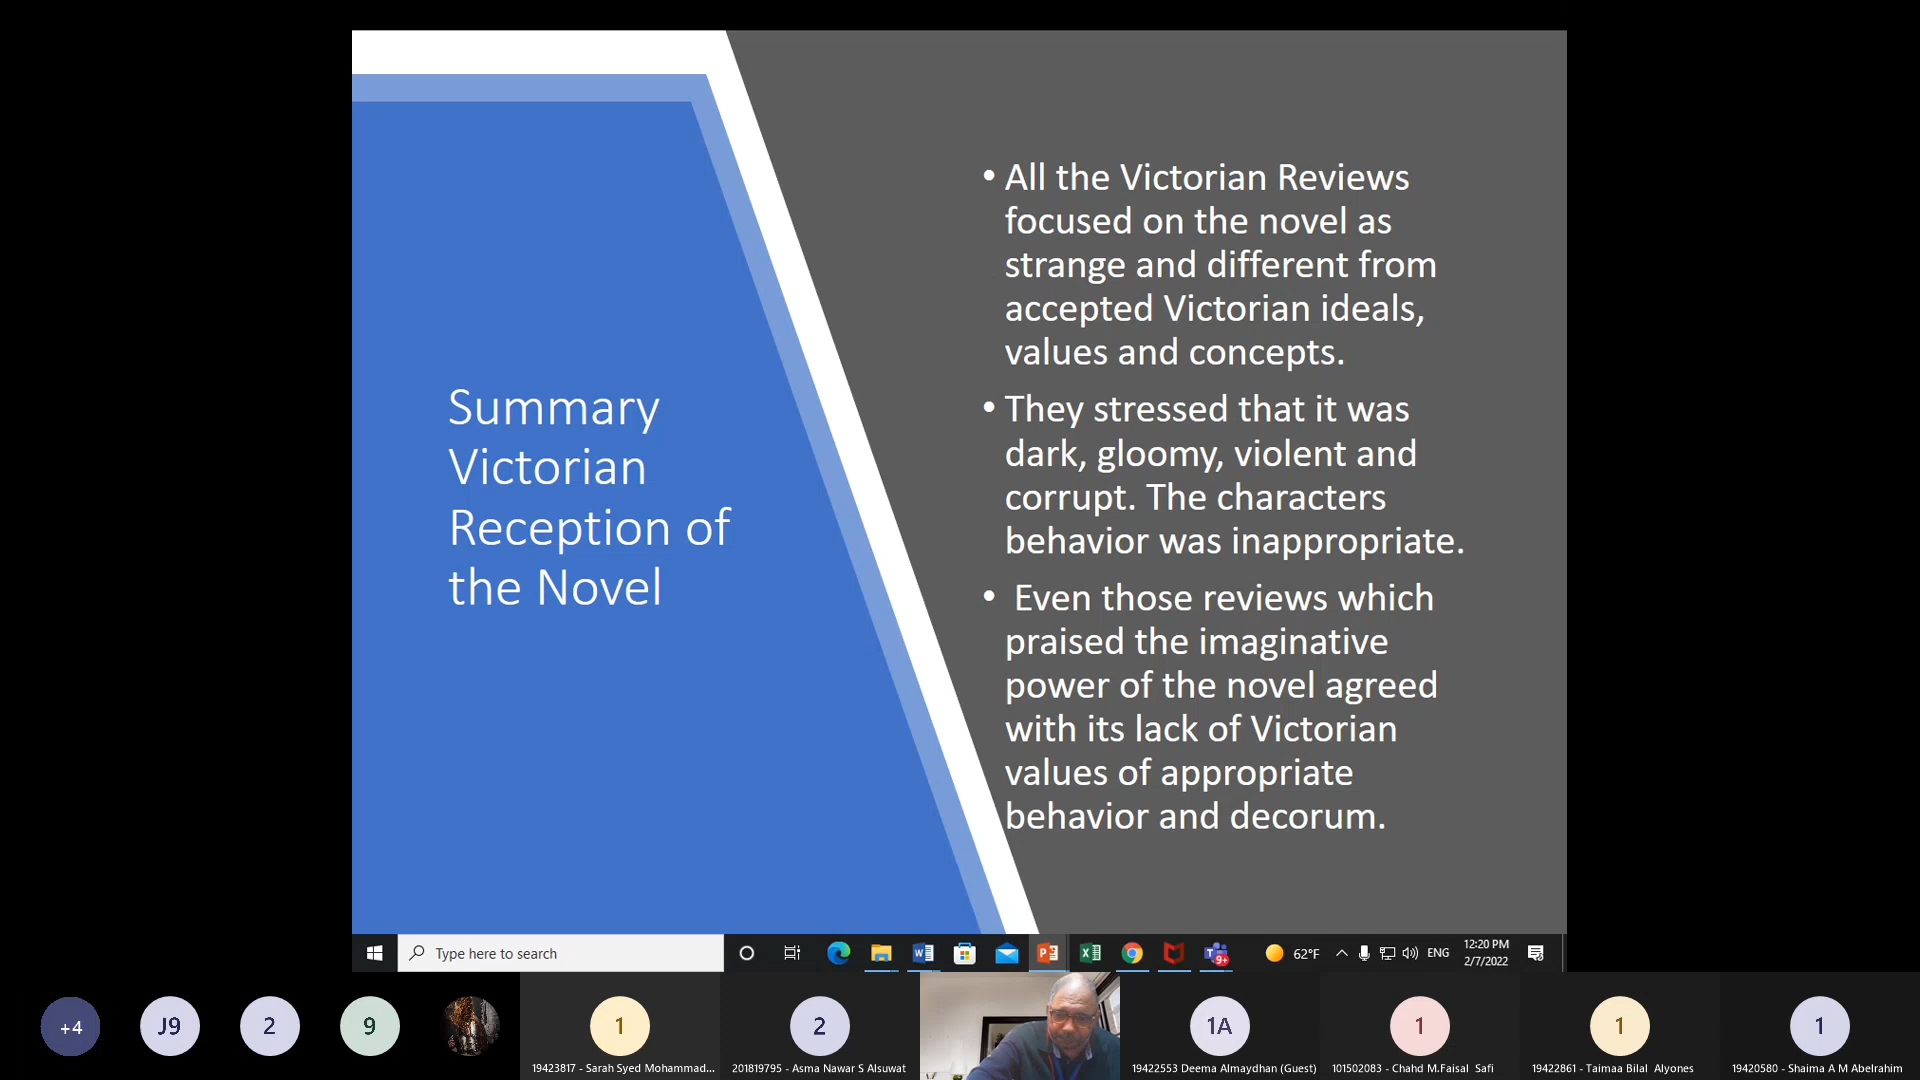 Summary
Victorian
Reception of
the Novel
• All the Victorian Reviews
focused on the novel as
strange and different from
accepted Victorian ideals,
values and concepts.
• They stressed that it was
dark, gloomy, violent and
corrupt. The characters
behavior was inappropriate.
• Even those reviews which
praised the imaginative
power of the novel agreed
with its lack of Victorian
values of appropriate
behavior and decorum.
Type here to search
9+
62°F
ENG
12:20 PM
2/7/2022
+4
J9
2
9
1
2
1A
1
1
1
19423817 - Sarah Syed Mohammad...
201819795 - Asma Nawar S Alsuwat
19422553 Deema Almaydhan (Guest)
101502083 - Chahd M.Faisal Safi
19422861 - Taimaa Bilal Alyones
19420580 - Shaima A M Abelrahim